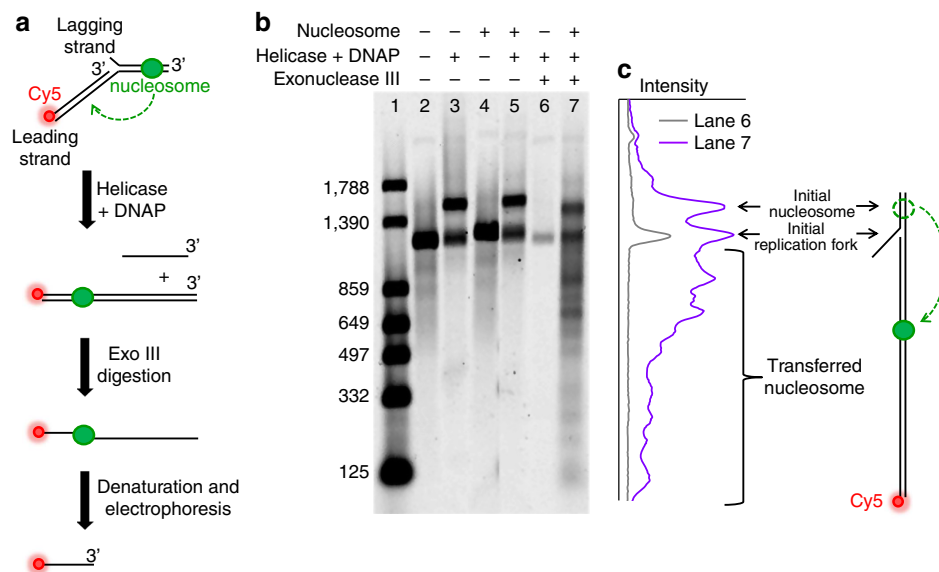 a
Lagging
strand
3'
3'
nucleosome
Cy5
Leading
strand
Helicase
+ DNAP
3'
+
3'
Exo III
digestion
Denaturation and
electrophoresis
3'
b
Nucleosome – – + + – +
Helicase + DNAP – + – + + +
Exonuclease III – – – – + +
1 2 3 4 5 6 7
1,788
1,390
859
649
497
332
125
c
Intensity
Lane 6
Lane 7
Initial
nucleosome
Initial
replication fork
Transferred
nucleosome
Cy5